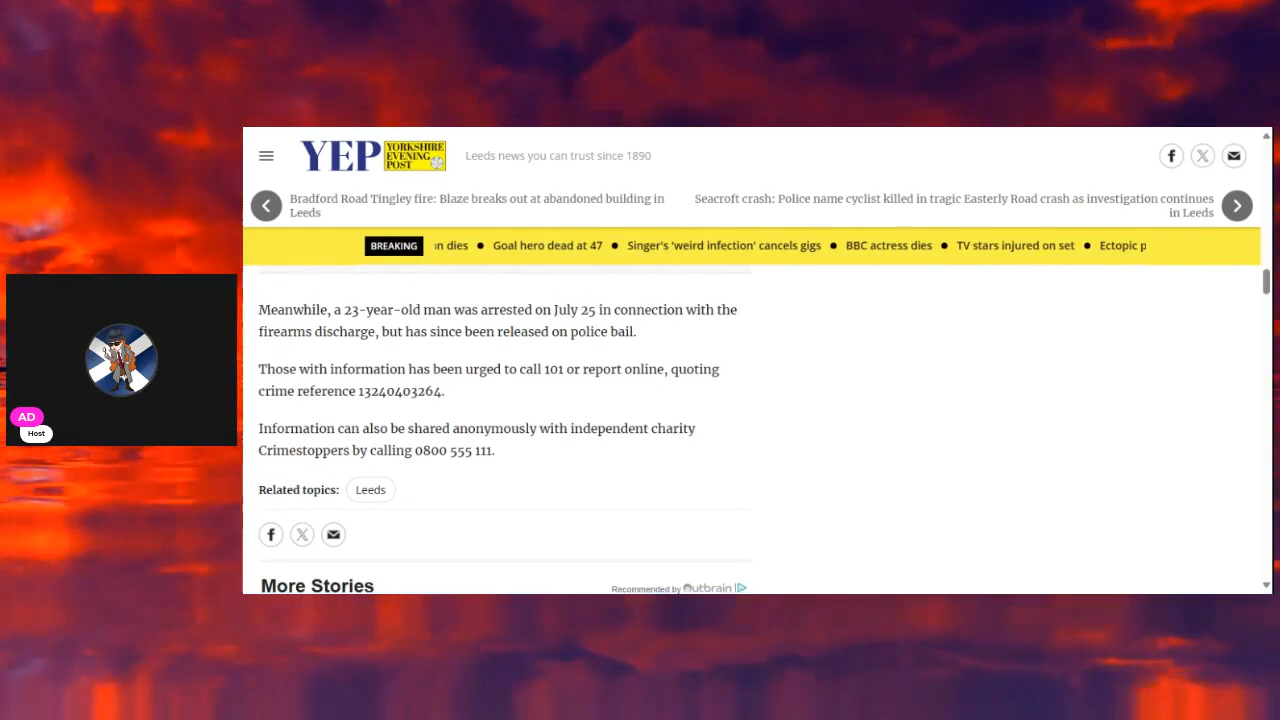 YEP YORKSHIRE EVENING POST
Leeds news you can trust since 1890
Bradford Road Tingley fire: Blaze breaks out at abandoned building in
Leeds
Seacroft crash: Police name cyclist killed in tragic Easterly Road crash as investigation continues
in Leeds
BREAKING n dies • Goal hero dead at 47 • Singer's 'weird infection' cancels gigs • BBC actress dies • TV stars injured on set • Ectopic p
Meanwhile, a 23-year-old man was arrested on July 25 in connection with the
firearms discharge, but has since been released on police bail.
Those with information has been urged to call 101 or report online, quoting
crime reference 13240403264.
Information can also be shared anonymously with independent charity
Crimestoppers by calling 0800 555 111.
Related topics: Leeds
More Stories
Recommended by Outbrain
AD
Host